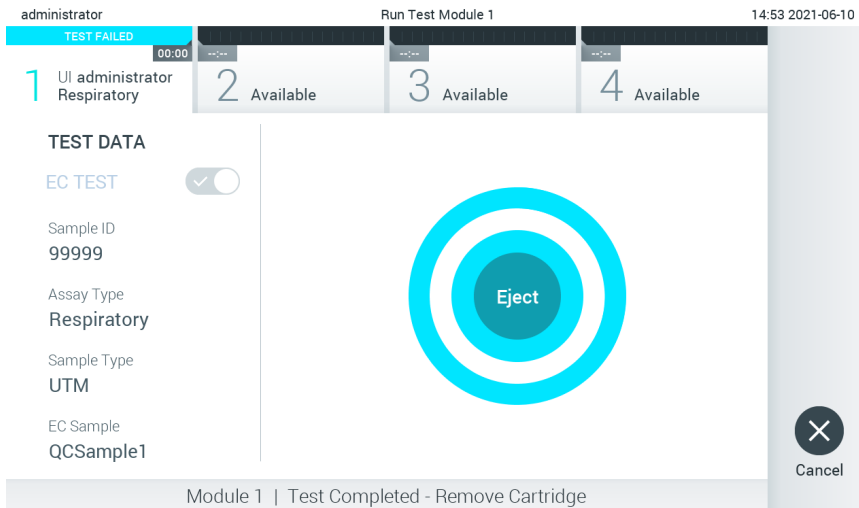 administrator Run Test Module 1 14:53 2021-06-10
TEST FAILED
00:00 --:-- --:-- --:--
1 UI administrator
Respiratory
2 Available
3 Available
4 Available
TEST DATA
EC TEST
Sample ID
99999
Assay Type
Respiratory
Sample Type
UTM
EC Sample
QCSample1
Eject
Cancel
Module 1 | Test Completed - Remove Cartridge